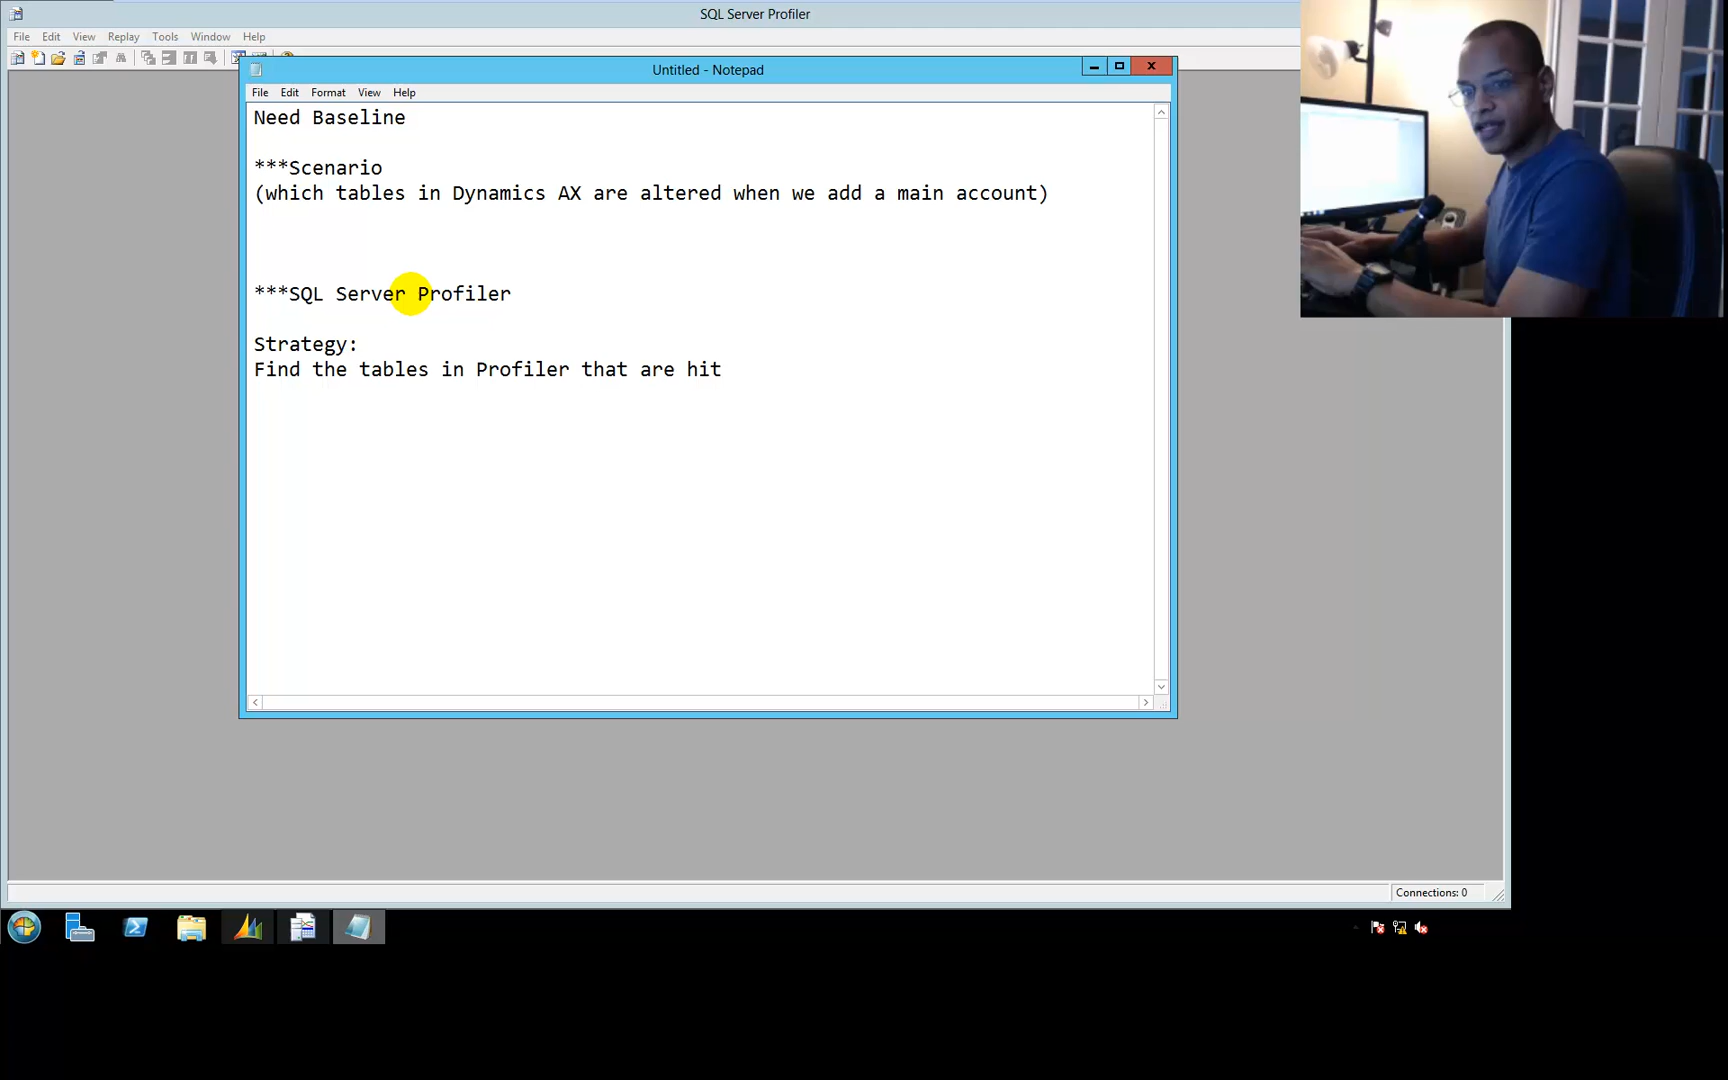 SQL Server Profiler
File Edit View Replay Tools Window Help
Untitled - Notepad
File Edit Format View Help
Need Baseline
***Scenario
(which tables in Dynamics AX are altered when we add a main account)
***SQL Server Profiler
Strategy:
Find the tables in Profiler that are hit
Connections: 0